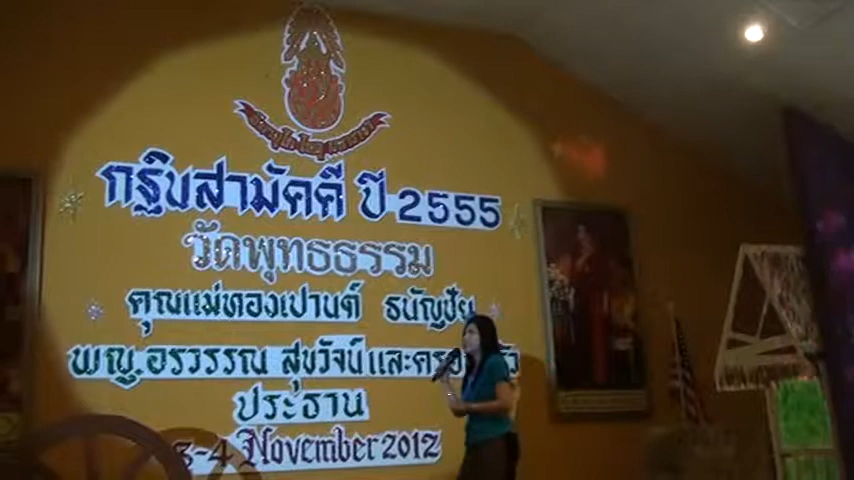 กฐินสามัคคี ปี 2555
วัดพุทธธรรม
คุณแม่ทองเปานต์ ธนัญชัย
พญ.อรวรรณ สุขวัจน์และครอบครัว
ประธาน
3-4 November 2012